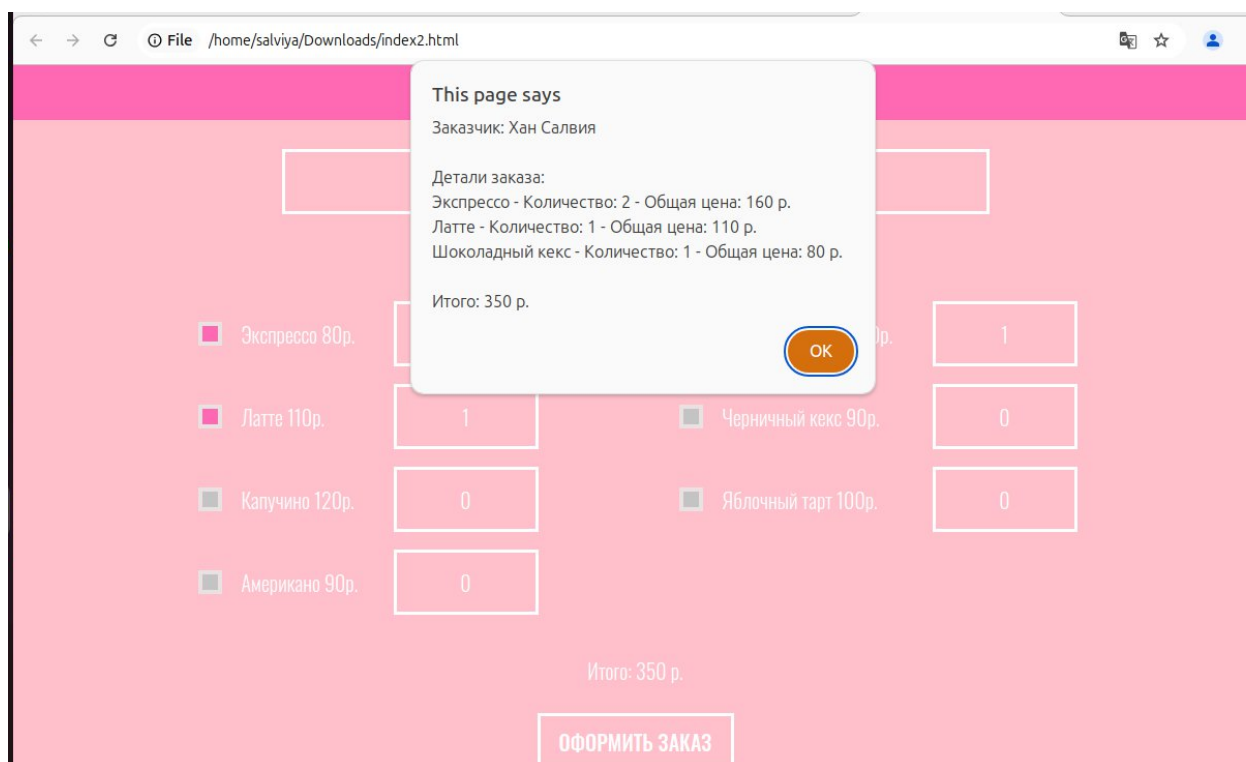 File /home/salviya/Downloads/index2.html
This page says
Заказчик: Хан Салвия
Детали заказа:
Экспрессо - Количество: 2 - Общая цена: 160 р.
Латте - Количество: 1 - Общая цена: 110 р.
Шоколадный кекс - Количество: 1 - Общая цена: 80 р.
Итого: 350 р.
OK
Экспрессо 80р.
р. 1
Латте 110р. 1 Черничный кекс 90р. 0
Капучино 120р. 0 Яблочный тарт 100р. 0
Американо 90р. 0
Итого: 350 р.
ОФОРМИТЬ ЗАКАЗ